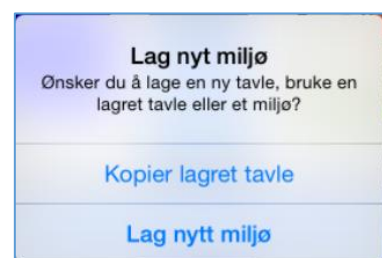 Lag nyt miljø
Ønsker du å lage en ny tavle, bruke en
lagret tavle eller et miljø?
Kopier lagret tavle
Lag nytt miljø